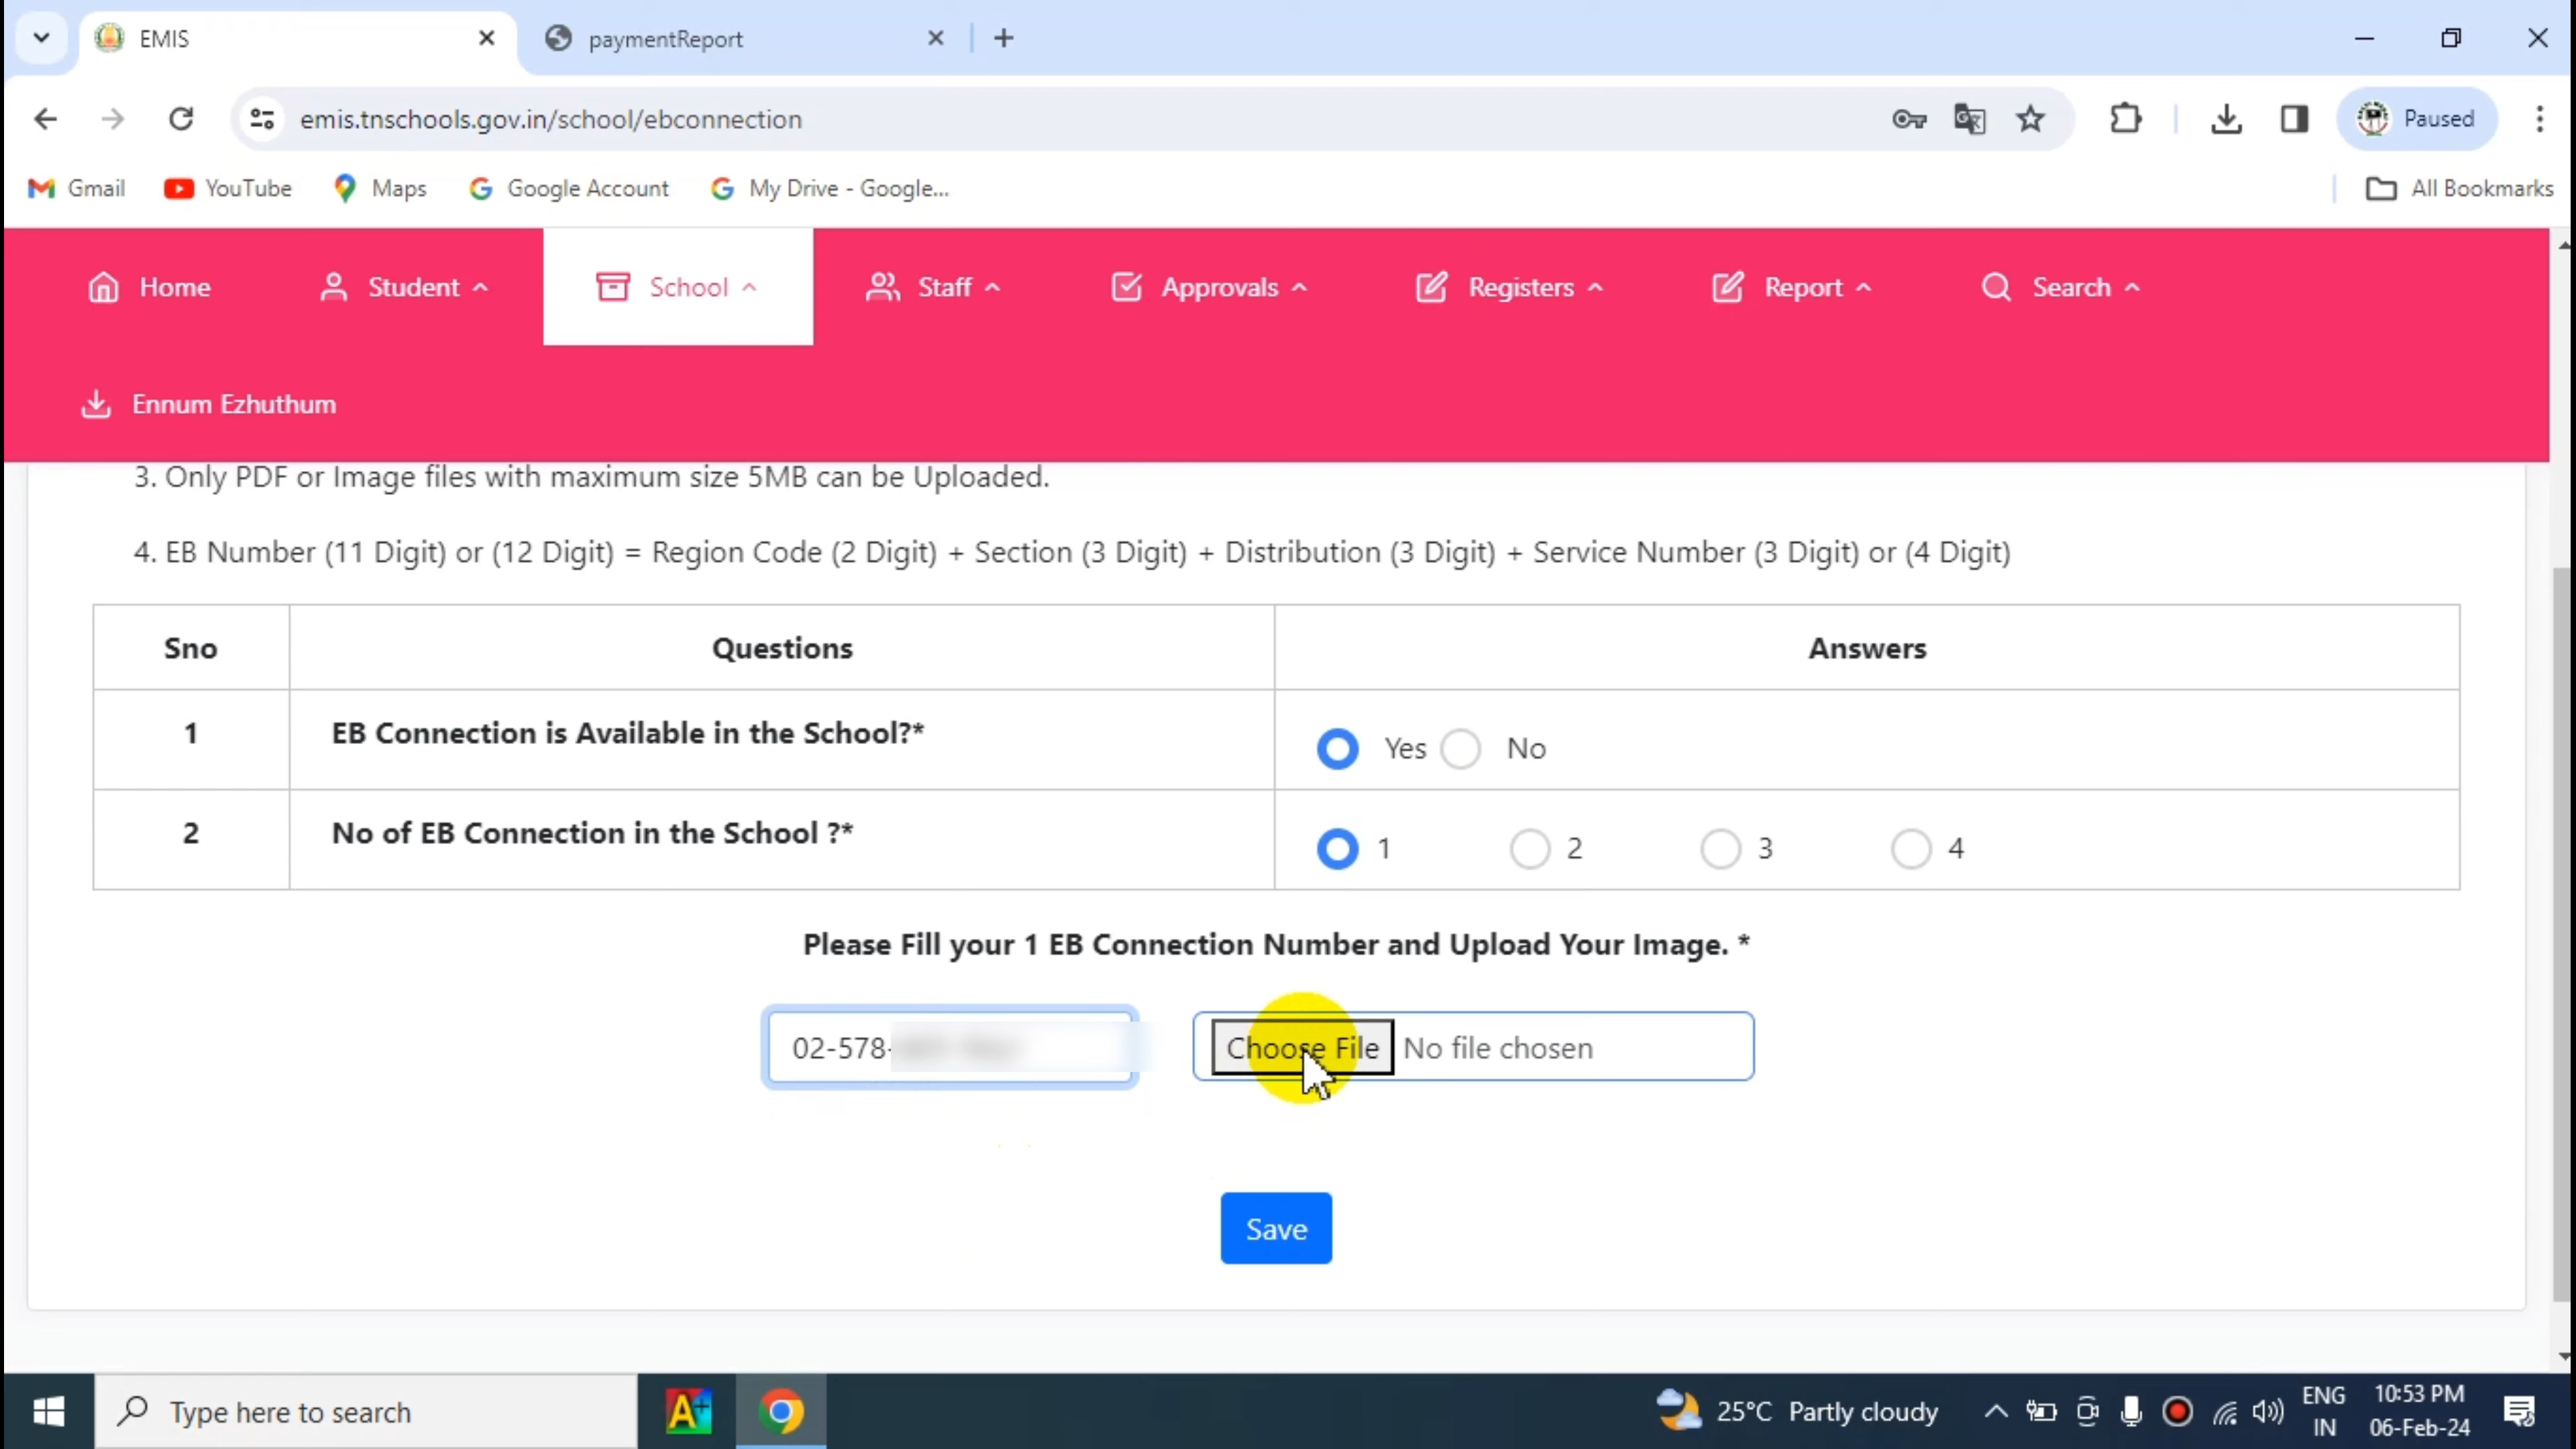 EMIS
paymentReport
emis.tnschools.gov.in/school/ebconnection
Paused
Gmail
YouTube
Maps
Google Account
My Drive - Google...
All Bookmarks
Home
Student
School
Staff
Approvals
Registers
Report
Search
Ennum Ezhuthum
3. Only PDF or Image files with maximum size 5MB can be Uploaded.
4. EB Number (11 Digit) or (12 Digit) = Region Code (2 Digit) + Section (3 Digit) + Distribution (3 Digit) + Service Number (3 Digit) or (4 Digit)
Sno Questions Answers
1 EB Connection is Available in the School?* Yes No
2 No of EB Connection in the School ?* 1 2 3 4
Please Fill your 1 EB Connection Number and Upload Your Image. *
02-578-
Choose File No file chosen
Save
Type here to search
A+
25°C Partly cloudy
ENG
IN
10:53 PM
06-Feb-24